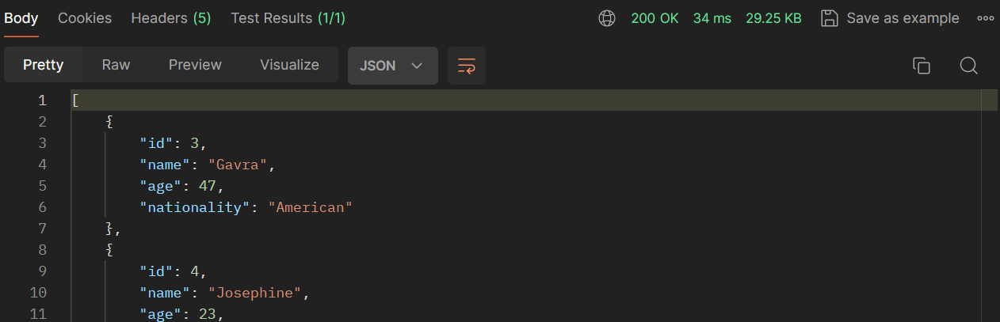 Body Cookies Headers (5) Test Results (1/1) 200 OK 34 ms 29.25 KB Save as example
Pretty Raw Preview Visualize JSON
1 [
2 {
3 "id": 3,
4 "name": "Gavra",
5 "age": 47,
6 "nationality": "American"
7 },
8 {
9 "id": 4,
10 "name": "Josephine",
11 "age": 23,